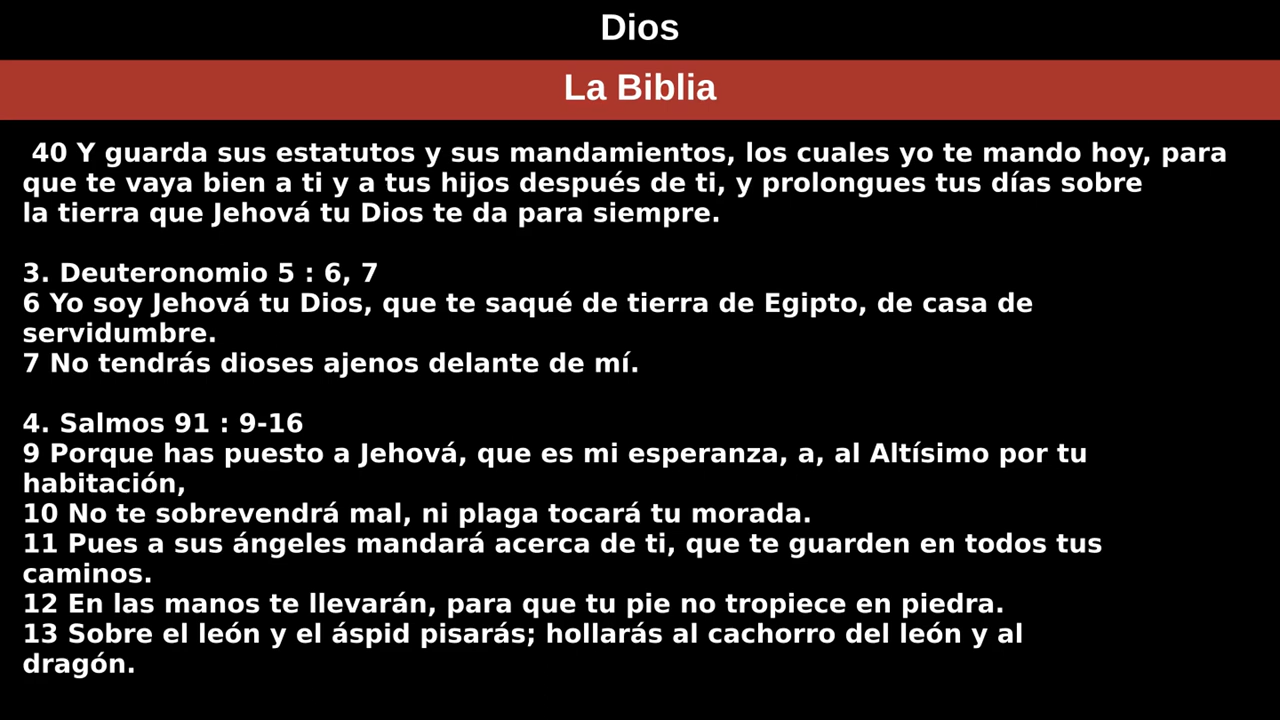 Dios
La Biblia
40 Y guarda sus estatutos y sus mandamientos, los cuales yo te mando hoy, para
que te vaya bien a ti y a tus hijos después de ti, y prolongues tus días sobre
la tierra que Jehová tu Dios te da para siempre.
3. Deuteronomio 5 : 6, 7
6 Yo soy Jehová tu Dios, que te saqué de tierra de Egipto, de casa de
servidumbre.
7 No tendrás dioses ajenos delante de mí.
4. Salmos 91 : 9-16
9 Porque has puesto a Jehová, que es mi esperanza, a, al Altísimo por tu
habitación,
10 No te sobrevendrá mal, ni plaga tocará tu morada.
11 Pues a sus ángeles mandará acerca de ti, que te guarden en todos tus
caminos.
12 En las manos te llevarán, para que tu pie no tropiece en piedra.
13 Sobre el león y el áspid pisarás; hollarás al cachorro del león y al
dragón.